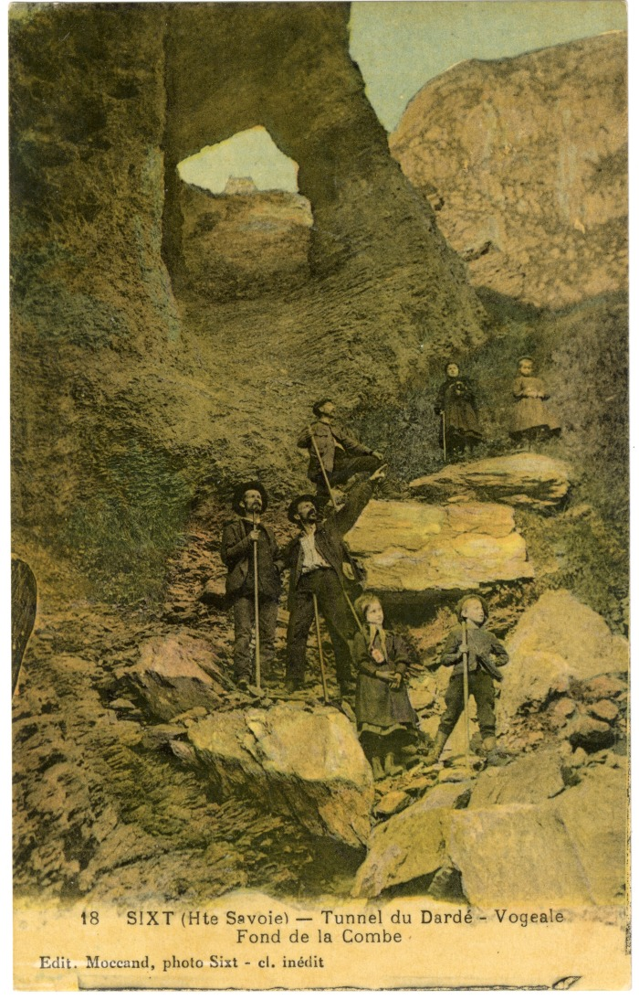 18 SIXT (Hte Savoie) — Tunnel du Dardé - Vogeale
Fond de la Combe
Edit. Moccand, photo Sixt - cl. inédit